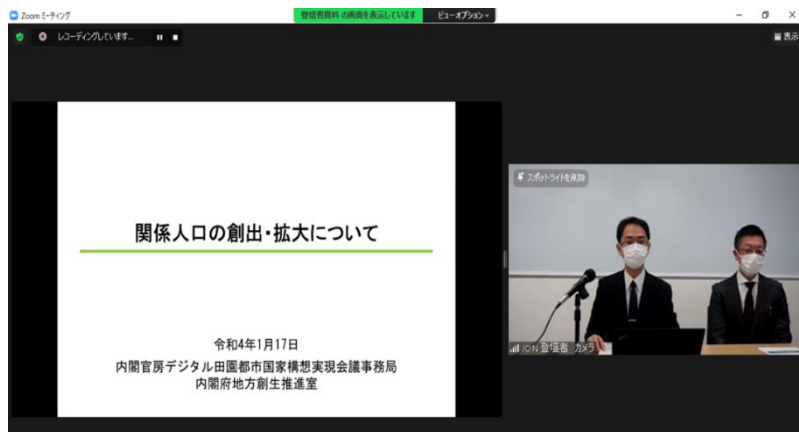 Zoom ミーティング
登壇者資料 の画面を表示しています
ビューオプション
レコーディングしています...
表示
スポットライトを削除
関係人口の創出・拡大について
令和4年1月17日
内閣官房デジタル田園都市国家構想実現会議事務局
内閣府地方創生推進室
JOIN 登壇者 カメラ